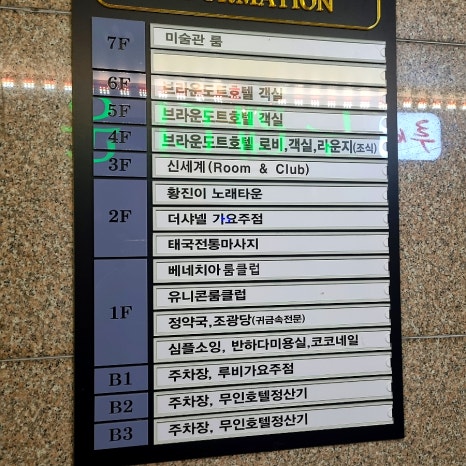 7F 미술관 룸
6F 브라운도트호텔 객실
5F 브라운도트호텔 객실
4F 브라운도트호텔 로비,객실,라운지(조식)
3F 신세계(Room & Club)
2F 황진이 노래타운
더샤넬 가요주점
태국전통마사지
1F 베네치아룸클럽
유니콘룸클럽
정약국,조광당(귀금속전문)
심플소잉, 반하다미용실,코코네일
B1 주차장, 루비가요주점
B2 주차장, 무인호텔정산기
B3 주차장, 무인호텔정산기